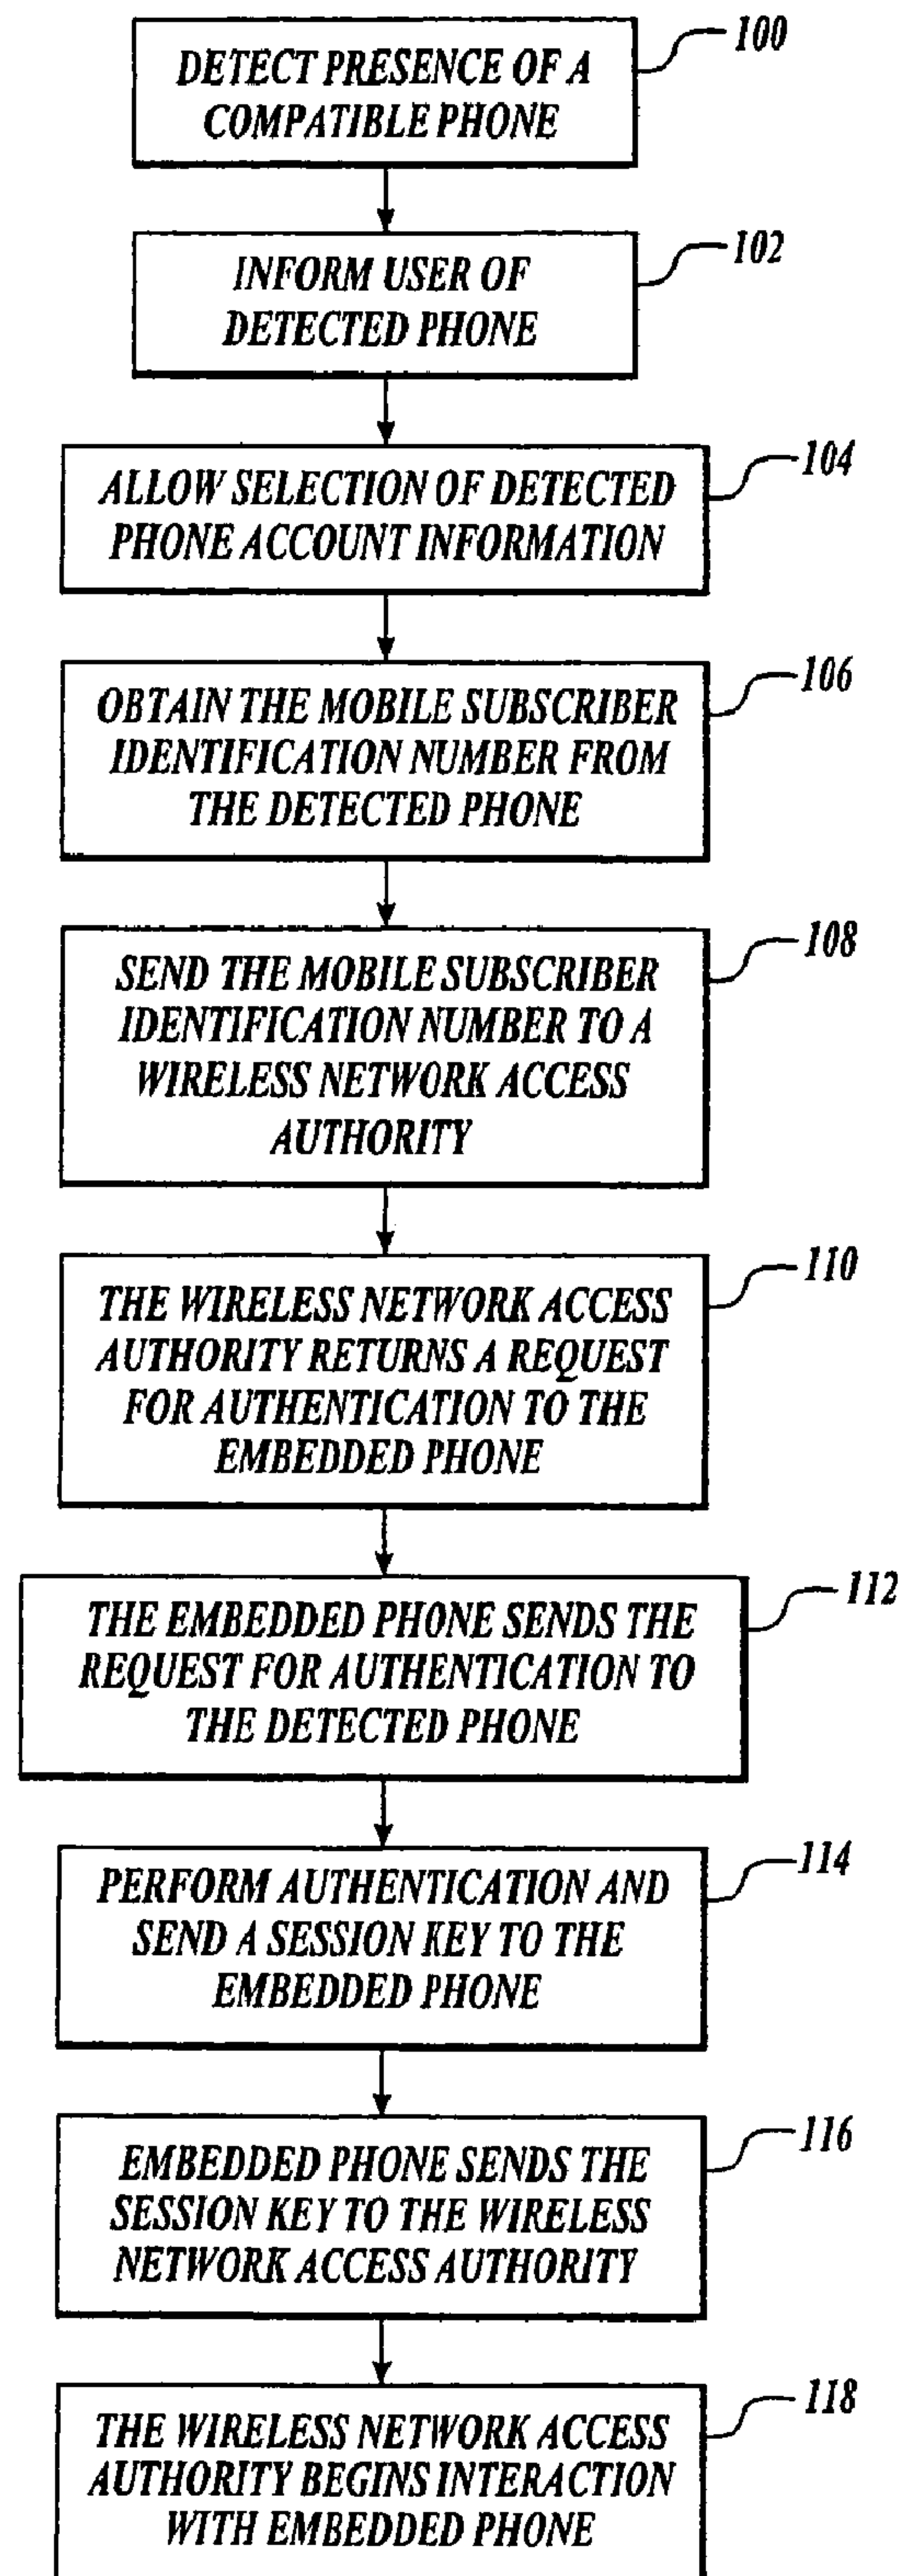 DETECT PRESENCE OF A
COMPATIBLE PHONE
100
INFORM USER OF
DETECTED PHONE
102
ALLOW SELECTION OF DETECTED
PHONE ACCOUNT INFORMATION
104
OBTAIN THE MOBILE SUBSCRIBER
IDENTIFICATION NUMBER FROM
THE DETECTED PHONE
106
SEND THE MOBILE SUBSCRIBER
IDENTIFICATION NUMBER TO A
WIRELESS NETWORK ACCESS
AUTHORITY
108
THE WIRELESS NETWORK ACCESS
AUTHORITY RETURNS A REQUEST
FOR AUTHENTICATION TO THE
EMBEDDED PHONE
110
THE EMBEDDED PHONE SENDS THE
REQUEST FOR AUTHENTICATION TO
THE DETECTED PHONE
112
PERFORM AUTHENTICATION AND
SEND A SESSION KEY TO THE
EMBEDDED PHONE
114
EMBEDDED PHONE SENDS THE
SESSION KEY TO THE WIRELESS
NETWORK ACCESS AUTHORITY
116
THE WIRELESS NETWORK ACCESS
AUTHORITY BEGINS INTERACTION
WITH EMBEDDED PHONE
118